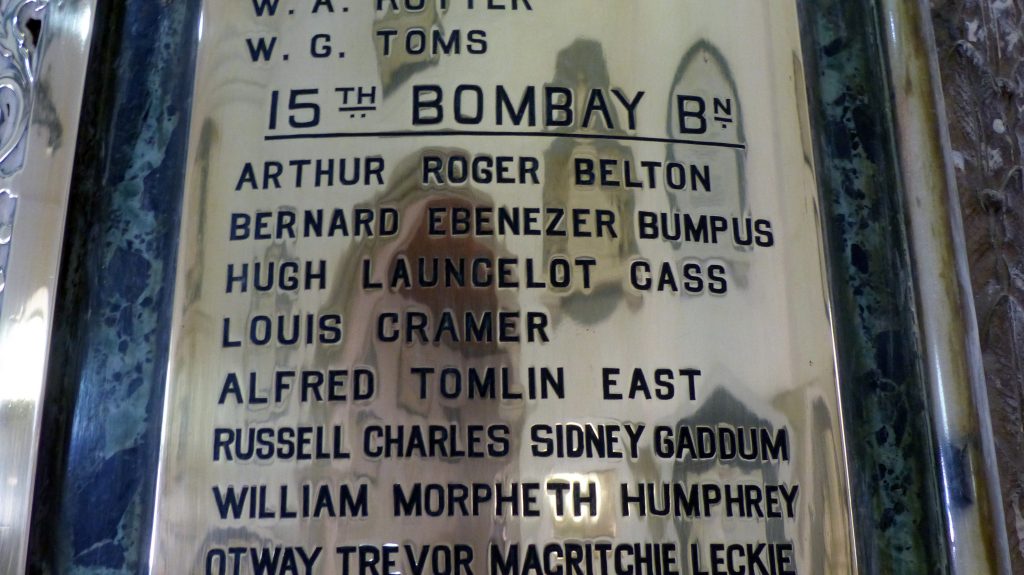 W. A. RUTTER
W. G. TOMS
15TH BOMBAY BN
ARTHUR ROGER BELTON
BERNARD EBENEZER BUMPUS
HUGH LAUNCELOT CASS
LOUIS CRAMER
ALFRED TOMLIN EAST
RUSSELL CHARLES SIDNEY GADDUM
WILLIAM MORPHETH HUMPHREY
OTWAY TREVOR MACRITCHIE LECKIE